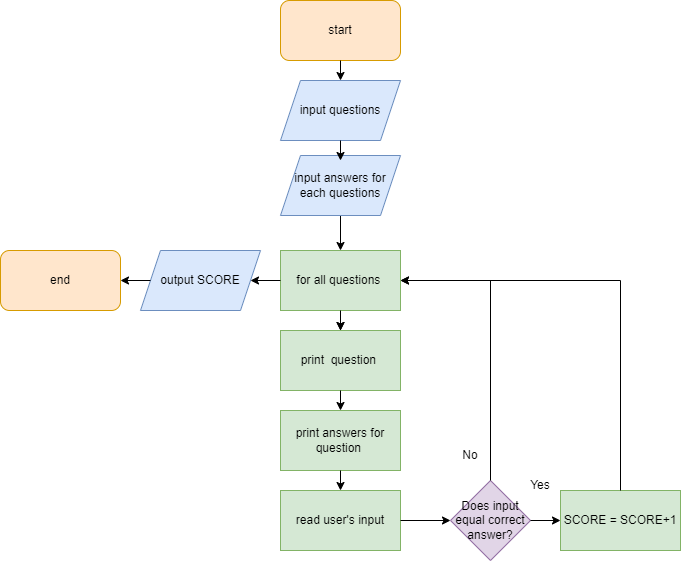 start
input questions
input answers for
each questions
end
output SCORE
for all questions
print  question
print answers for
question
No
Yes
read user's input
Does input
equal correct
answer?
SCORE = SCORE+1